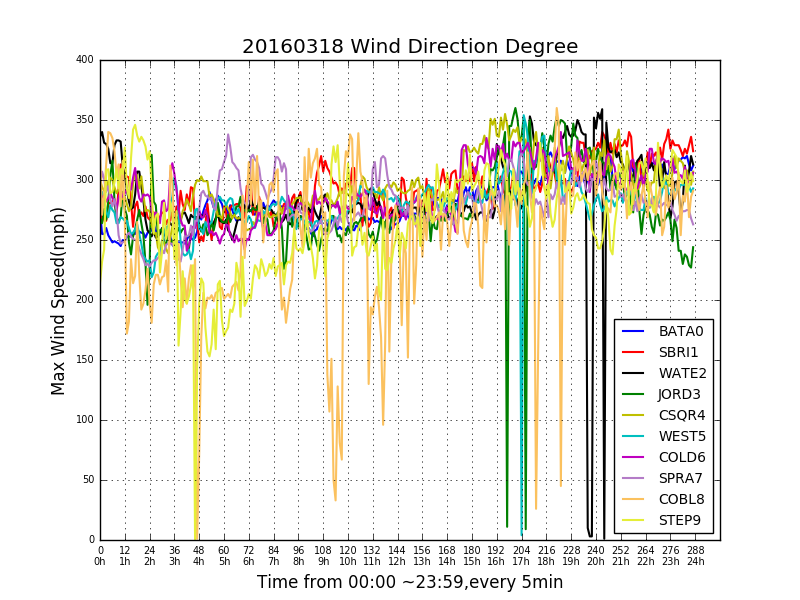 20160318 Wind Direction Degree
400
350
300
250
200
150
100
50
0
Max Wind Speed(mph)
BATA0
SBRI1
WATE2
JORD3
CSQR4
WEST5
COLD6
SPRA7
COBL8
STEP9
0 12 24 36 48 60 72 84 96 108 120 132 144 156 168 180 192 204 216 228 240 252 264 276 288
0h 1h 2h 3h 4h 5h 6h 7h 8h 9h 10h 11h 12h 13h 14h 15h 16h 17h 18h 19h 20h 21h 22h 23h 24h
Time from 00:00 ~23:59,every 5min